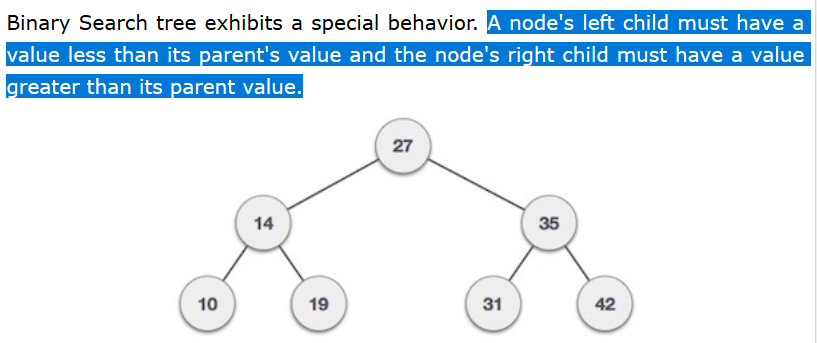 Binary Search tree exhibits a special behavior. A node's left child must have a
value less than its parent's value and the node's right child must have a value
greater than its parent value.
27
14
35
10
19
31
42